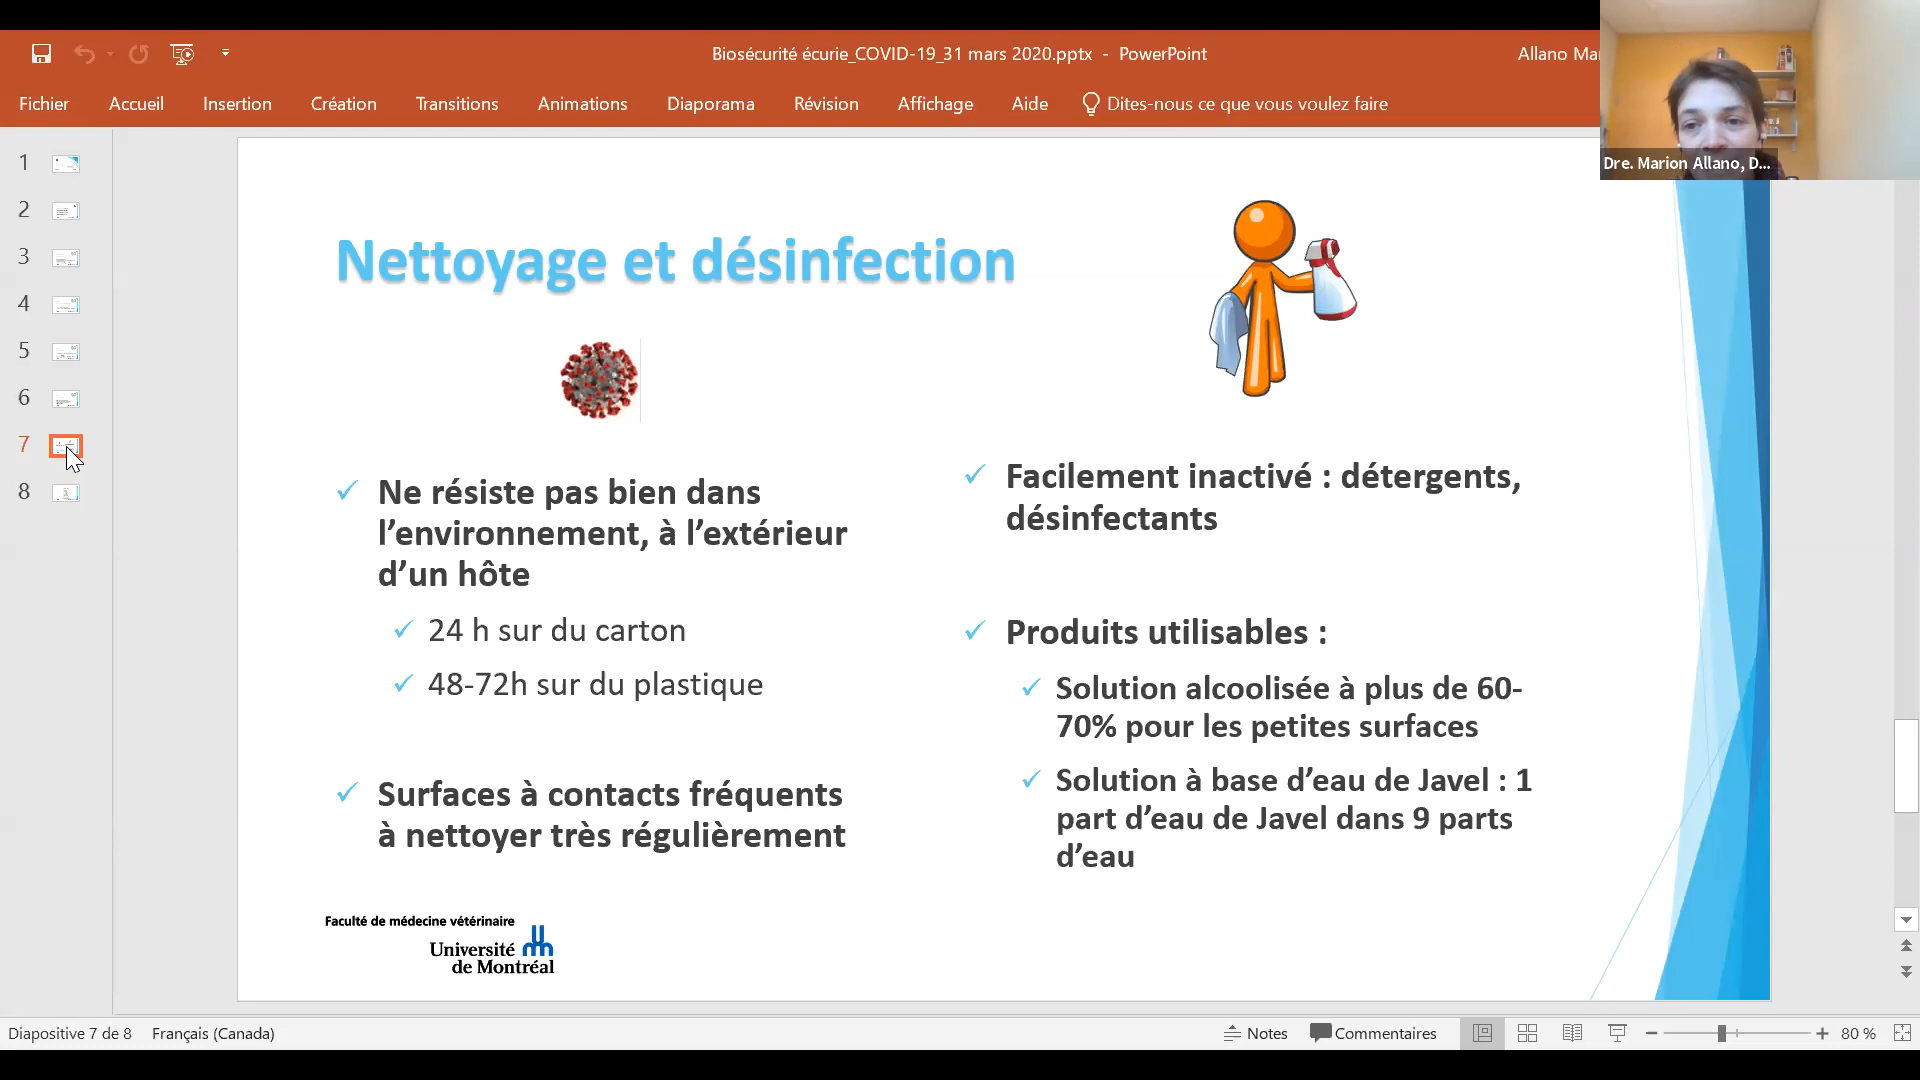 Biosécurité écurie_COVID-19_31 mars 2020.pptx - PowerPoint
Allano Mar
Fichier Accueil Insertion Création Transitions Animations Diaporama Révision Affichage Aide Dites-nous ce que vous voulez faire
Dre. Marion Allano, D...
1
2
3
4
5
6
7
8
Nettoyage et désinfection
Ne résiste pas bien dans
l’environnement, à l’extérieur
d’un hôte
24 h sur du carton
48-72h sur du plastique
Surfaces à contacts fréquents
à nettoyer très régulièrement
Facilement inactivé : détergents,
désinfectants
Produits utilisables :
Solution alcoolisée à plus de 60-
70% pour les petites surfaces
Solution à base d’eau de Javel : 1
part d’eau de Javel dans 9 parts
d’eau
Faculté de médecine vétérinaire
Université
de Montréal
Diapositive 7 de 8 Français (Canada) Notes Commentaires 80 %